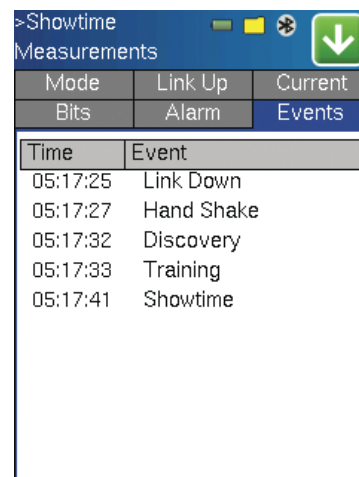 >Showtime
Measurements
Mode Link Up Current
Bits Alarm Events
Time Event
05:17:25 Link Down
05:17:27 Hand Shake
05:17:32 Discovery
05:17:33 Training
05:17:41 Showtime